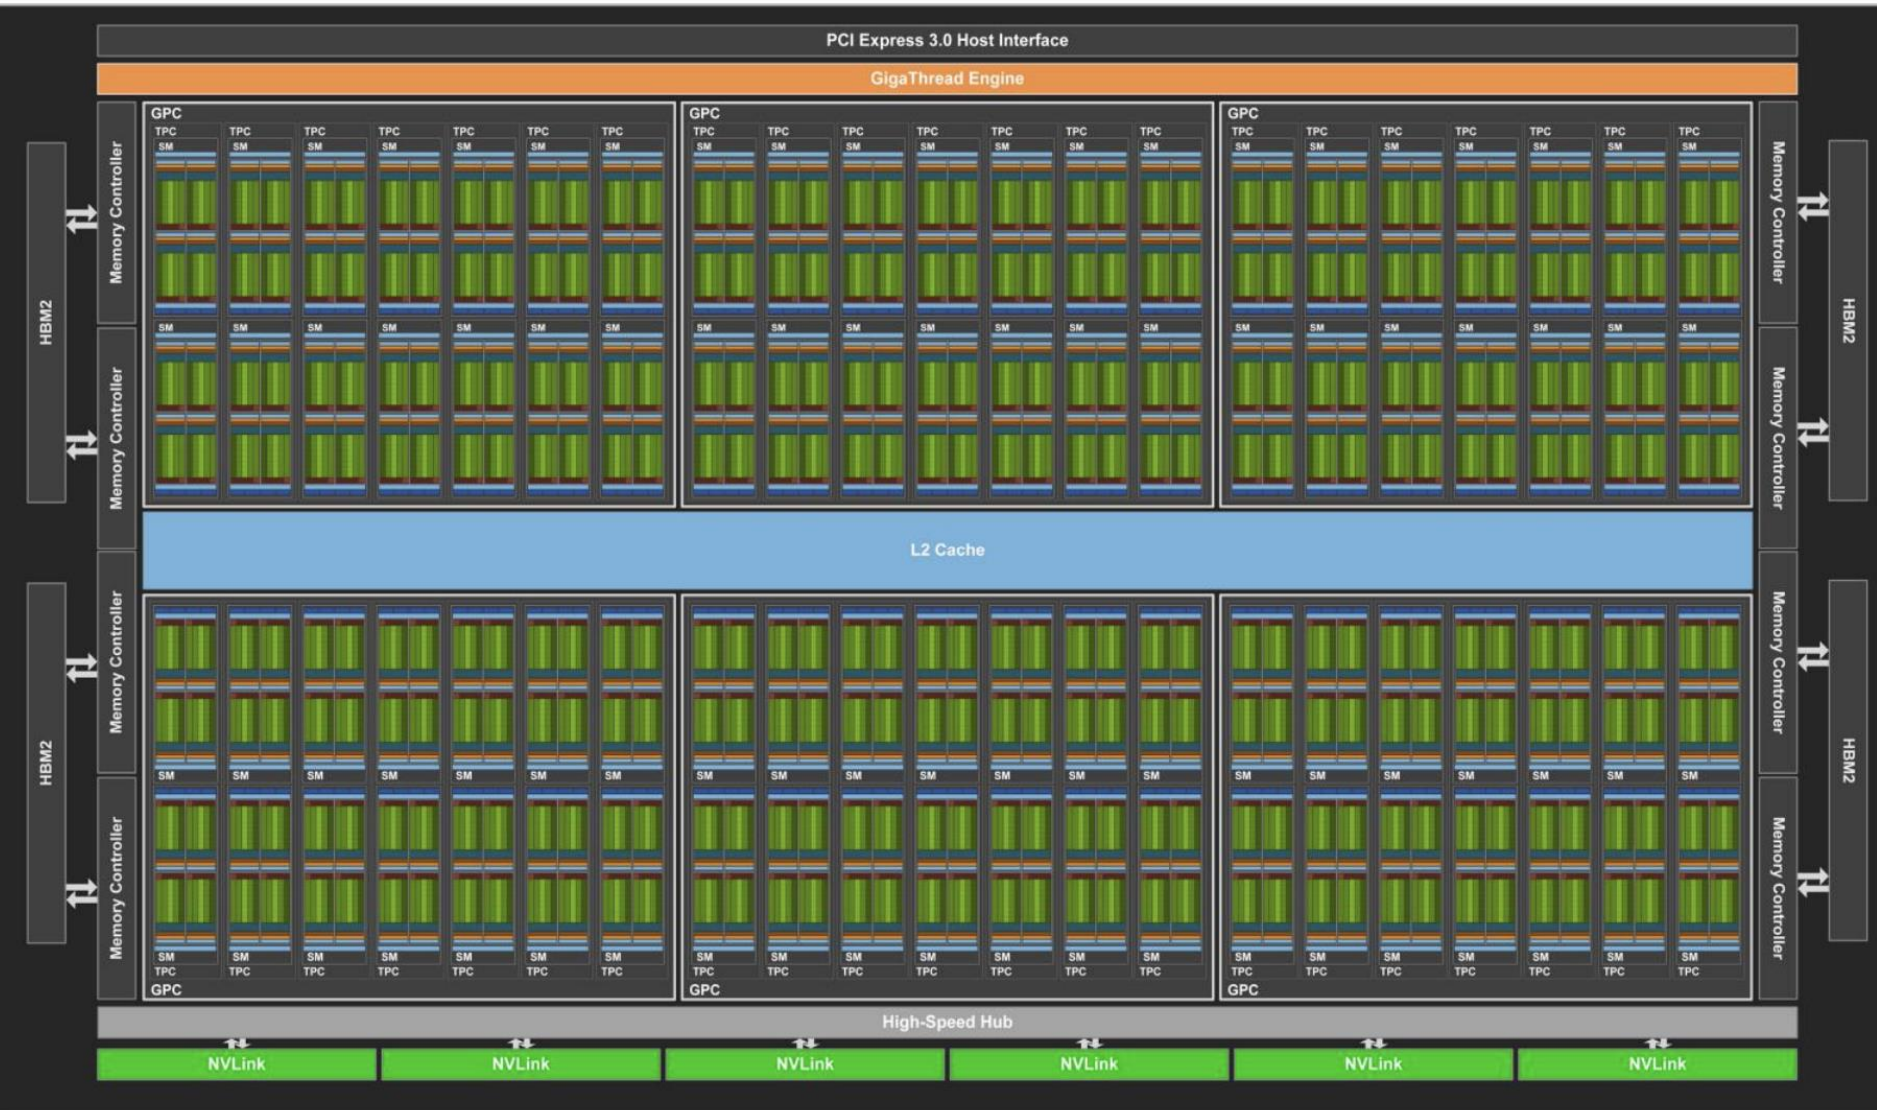 PCI Express 3.0 Host Interface
GigaThread Engine
GPC GPC GPC
TPC TPC TPC TPC TPC TPC TPC TPC TPC TPC TPC TPC TPC TPC TPC TPC TPC TPC TPC TPC TPC
SM SM SM SM SM SM SM SM SM SM SM SM SM SM SM SM SM SM SM SM SM
Memory Controller
Memory Controller
HBM2
HBM2
SM SM SM SM SM SM SM SM SM SM SM SM SM SM SM SM SM SM SM SM SM
Memory Controller
Memory Controller
L2 Cache
Memory Controller
Memory Controller
HBM2
HBM2
SM SM SM SM SM SM SM SM SM SM SM SM SM SM SM SM SM SM SM SM SM
Memory Controller
Memory Controller
SM SM SM SM SM SM SM SM SM SM SM SM SM SM SM SM SM SM SM SM SM
TPC TPC TPC TPC TPC TPC TPC TPC TPC TPC TPC TPC TPC TPC TPC TPC TPC TPC TPC TPC TPC
GPC GPC GPC
High-Speed Hub
NVLink NVLink NVLink NVLink NVLink NVLink